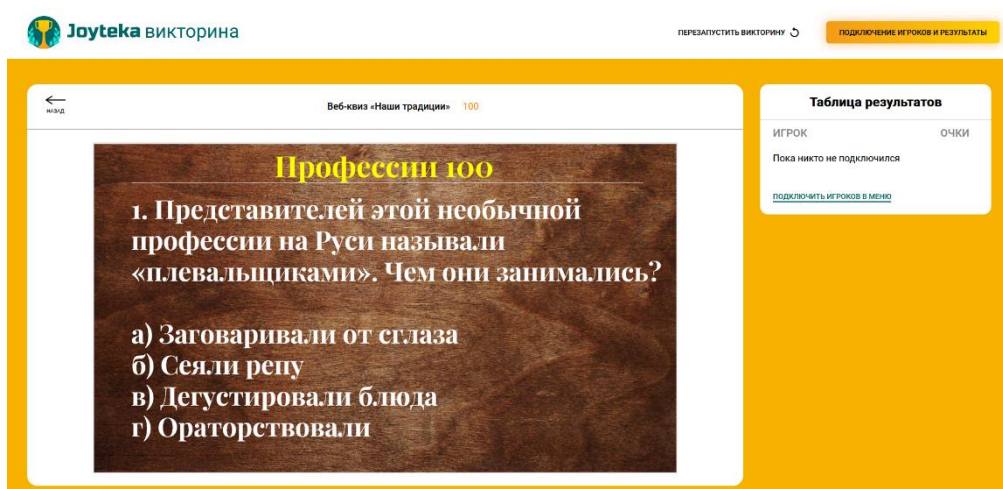 Joyteka викторина
ПЕРЕЗАПУСТИТЬ ВИКТОРИНУ
ПОДКЛЮЧЕНИЕ ИГРОКОВ И РЕЗУЛЬТАТЫ
НАЗАД
Веб-квиз «Наши традиции» 100
Профессии 100
1. Представителей этой необычной
профессии на Руси называли
«плевальщиками». Чем они занимались?
а) Заговаривали от сглаза
б) Сеяли репу
в) Дегустировали блюда
г) Ораторствовали
Таблица результатов
ИГРОК ОЧКИ
Пока никто не подключился
ПОДКЛЮЧИТЬ ИГРОКОВ В МЕНЮ